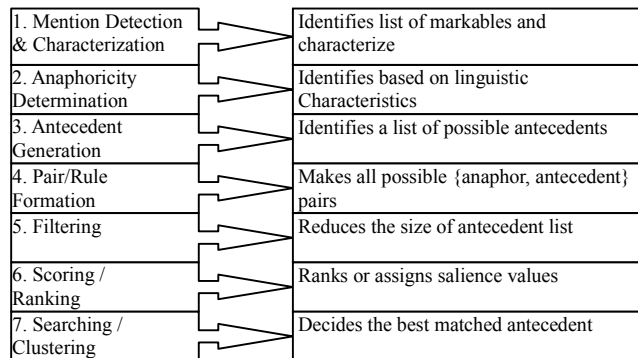 1. Mention Detection
& Characterization
Identifies list of markables and
characterize
2. Anaphoricity
Determination
Identifies based on linguistic
Characteristics
3. Antecedent
Generation
Identifies a list of possible antecedents
4. Pair/Rule
Formation
Makes all possible {anaphor, antecedent}
pairs
5. Filtering
Reduces the size of antecedent list
6. Scoring /
Ranking
Ranks or assigns salience values
7. Searching /
Clustering
Decides the best matched antecedent